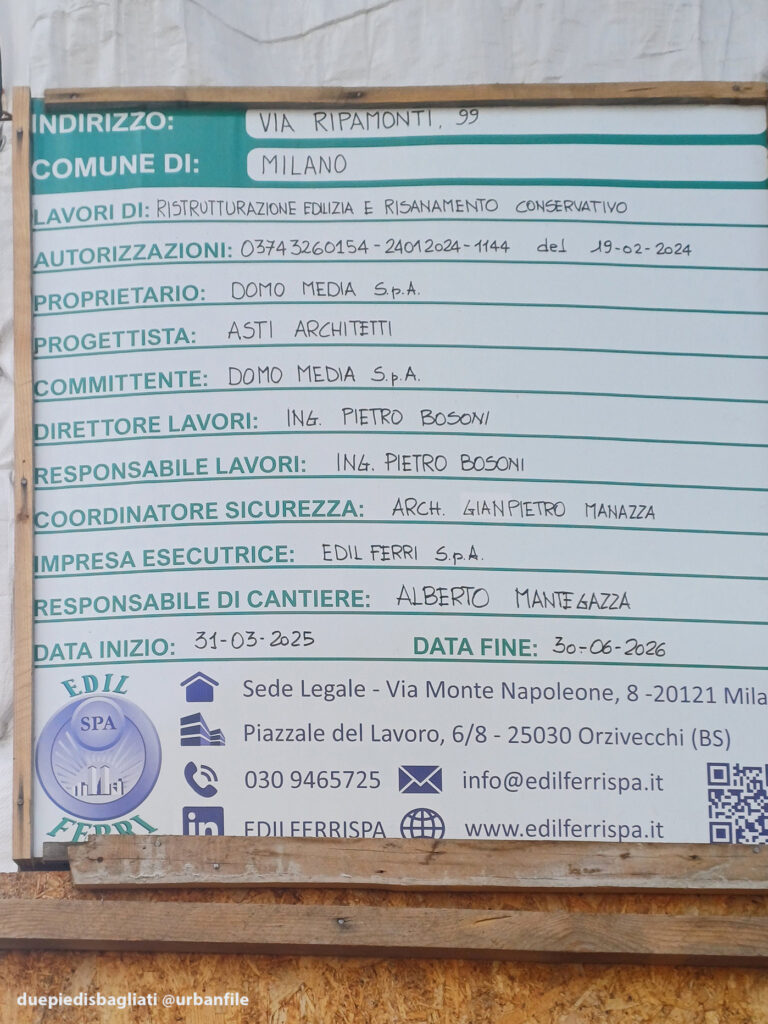 INDIRIZZO: VIA RIPAMONTI, 99
COMUNE DI: MILANO
LAVORI DI: RISTRUTTURAZIONE EDILIZIA E RISANAMENTO CONSERVATIVO
AUTORIZZAZIONI: 03743260154-24012024-1144 del 19-02-2024
PROPRIETARIO: DOMO MEDIA S.p.A.
PROGETTISTA: ASTI ARCHITETTI
COMMITTENTE: DOMO MEDIA S.p.A.
DIRETTORE LAVORI: ING. PIETRO BOSONI
RESPONSABILE LAVORI: ING. PIETRO BOSONI
COORDINATORE SICUREZZA: ARCH. GIANPIETRO MANAZZA
IMPRESA ESECUTRICE: EDIL FERRI S.p.A.
RESPONSABILE DI CANTIERE: ALBERTO MANTEGAZZA
DATA INIZIO: 31-03-2025 DATA FINE: 30-06-2026
EDIL
SPA
FERRI
Sede Legale - Via Monte Napoleone, 8 -20121 Mila
Piazzale del Lavoro, 6/8 - 25030 Orzivecchi (BS)
030 9465725 info@edilferrispa.it
in EDILFERRISPA www.edilferrispa.it
duepiedisbagliati @urbanfile